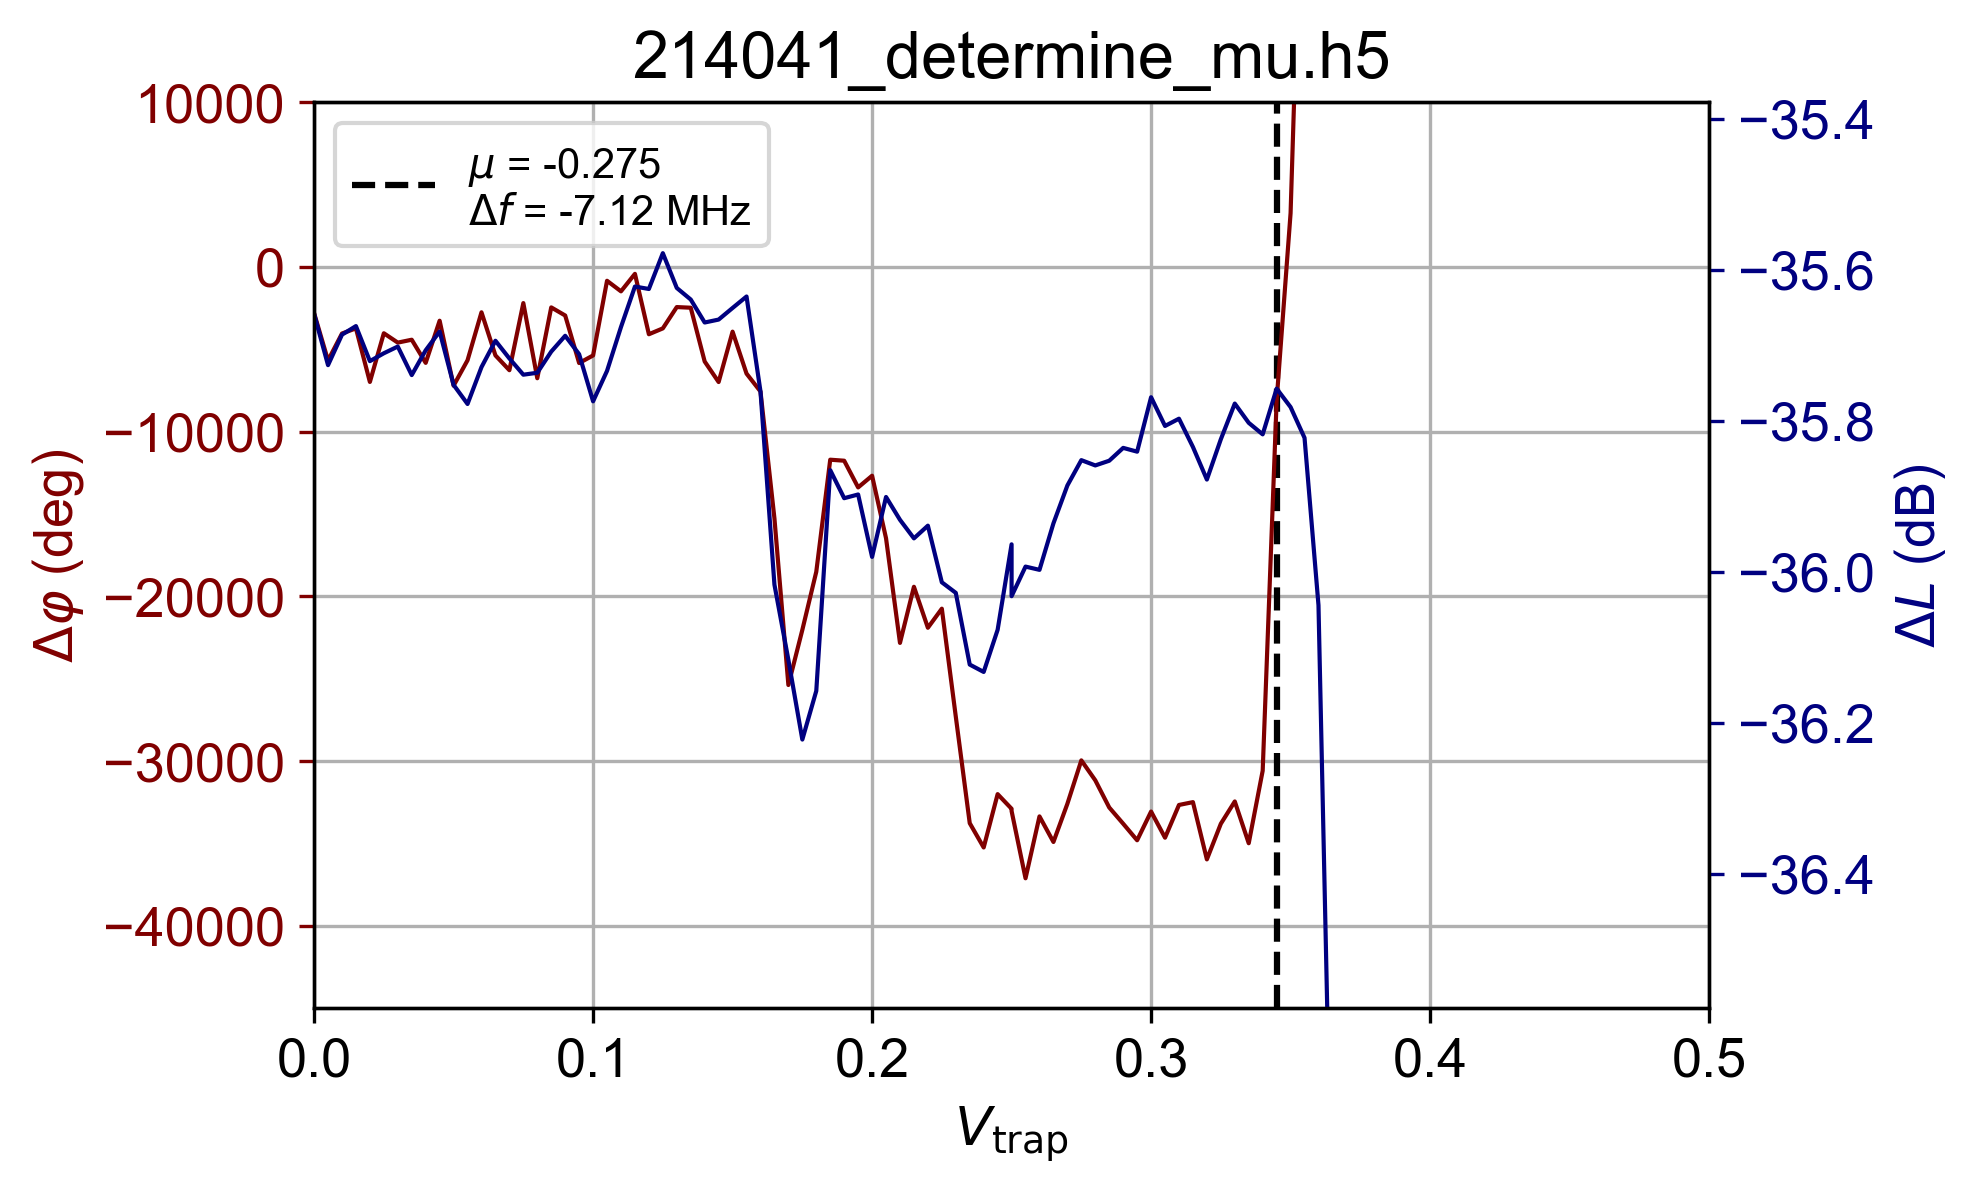 214041_determine_mu.h5
10000
0
−10000
−20000
−30000
−40000
Δφ (deg)
μ = -0.275
Δf = -7.12 MHz
−35.4
−35.6
−35.8
−36.0
−36.2
−36.4
ΔL (dB)
0.0 0.1 0.2 0.3 0.4 0.5
Vtrap